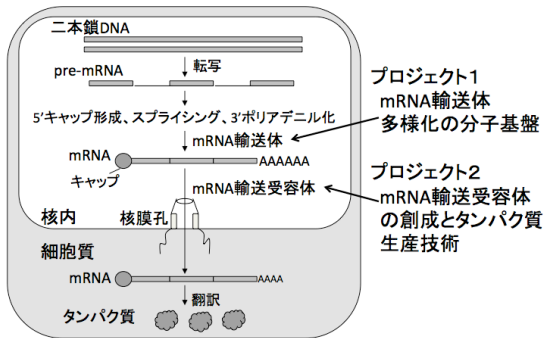 二本鎖DNA
転写
pre-mRNA
5'キャップ形成、スプライシング、3'ポリアデニル化
mRNA輸送体
mRNA
AAAAAA
キャップ
mRNA輸送受容体
核内
核膜孔
細胞質
mRNA
AAAA
翻訳
タンパク質
プロジェクト1
mRNA輸送体
多様化の分子基盤
プロジェクト2
mRNA輸送受容体
の創成とタンパク質
生産技術